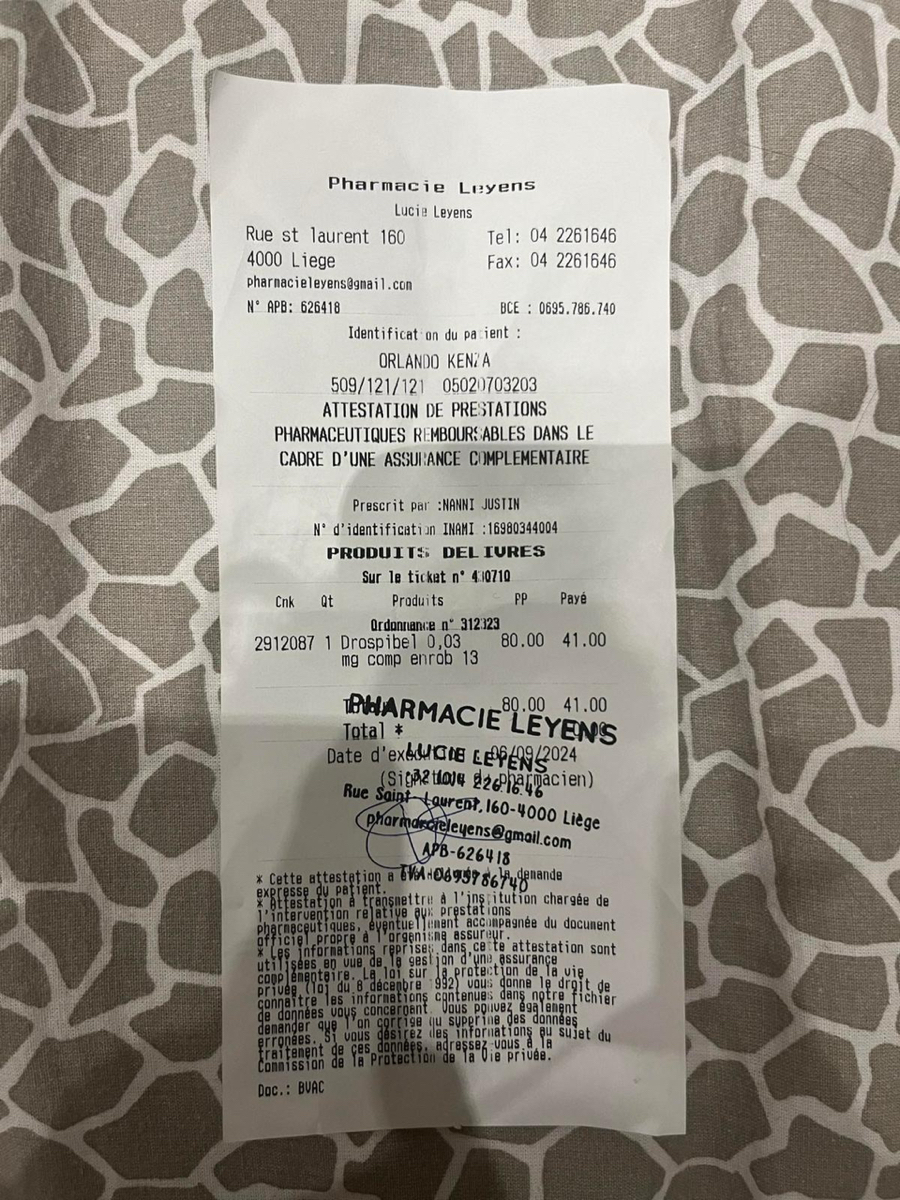 Pharmacie Leyens
Lucie Leyens
Rue st laurent 160 Tel: 04 2261646
4000 Liege Fax: 04 2261646
pharmacieleyens@gmail.com
N° APB: 626418 BCE : 0695.786.740
Identification du patient :
ORLANDO KENZA
509/121/121 05020703203
ATTESTATION DE PRESTATIONS
PHARMACEUTIQUES REMBOURSABLES DANS LE
CADRE D'UNE ASSURANCE COMPLEMENTAIRE
Prescrit par :NANNI JUSTIN
N° d'identification INAMI :16980344004
PRODUITS DELIVRES
Sur le ticket n°
Cnk Qt Produits PP Payé
Ordonnance n°
2912087 1 Drospibel 0,03 80.00 41.00
mg comp enrob 13
80.00 41.00
Total *
Date d'exécution 06/09/2024
(Signature du pharmacien)
PHARMACIE LEYENS
LUCIE LEYENS
226.16.46
Rue Saint-Laurent, 160-4000 Liège
pharmacieleyens@gmail.com
APB-626418
TVA-0695786740
* Cette attestation a la demande
expresse du patient.
* Attestation à transmettre à l'institution chargée de
l'intervention relative aux prestations
pharmaceutiques, éventuellement accompagnée du document
officiel propre à l'organisme assureur.
* Les informations reprises dans cette attestation sont
utilisées en vue de la gestion d'une assurance
complémentaire. La loi sur la protection de la vie
privée (loi du 8 décembre 1992) vous donne le droit de
connaître les informations contenues dans notre fichier
de données vous concernant. Vous pouvez également
demander que l'on corrige ou supprime des données
erronées. Si vous désirez des informations au sujet du
traitement de ces données, adressez-vous à la
Commission de la Protection de la Vie privée.
Doc.: BVAC